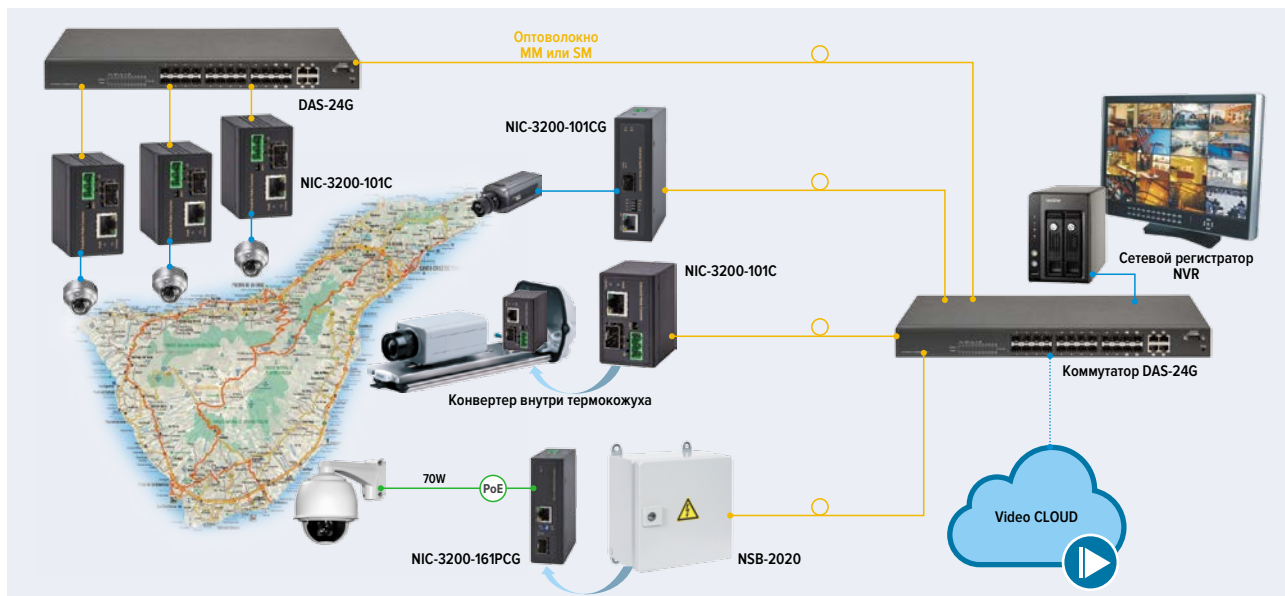 Оптоволокно
MM или SM
DAS-24G
NIC-3200-101CG
NIC-3200-101C
NIC-3200-101C
Сетевой регистратор
NVR
Коммутатор DAS-24G
Конвертер внутри термокожуха
70W
PoE
Video CLOUD
NIC-3200-161PCG
NSB-2020